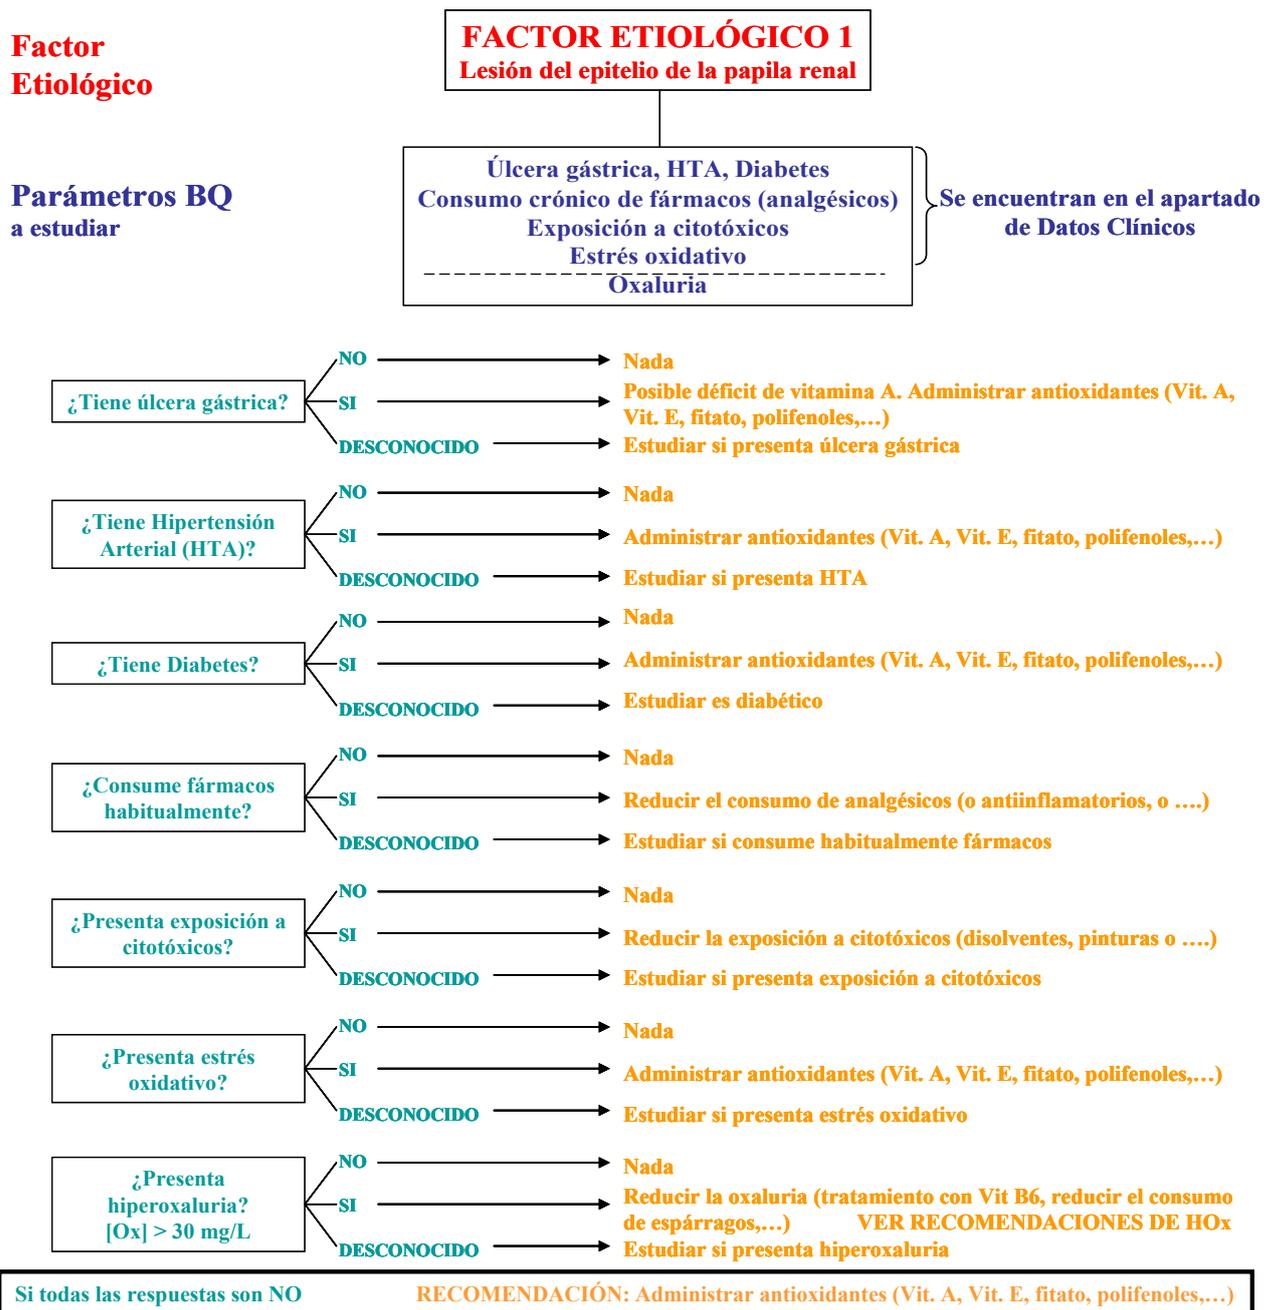 Factor
Etiológico
FACTOR ETIOLÓGICO 1
Lesión del epitelio de la papila renal
Parámetros BQ
a estudiar
Úlcera gástrica, HTA, Diabetes
Consumo crónico de fármacos (analgésicos)
Exposición a citotóxicos
Estrés oxidativo
Oxaluria
Se encuentran en el apartado
de Datos Clínicos
¿Tiene úlcera gástrica?
NO
Nada
SI
Posible déficit de vitamina A. Administrar antioxidantes (Vit. A,
Vit. E, fitato, polifenoles,…)
DESCONOCIDO
Estudiar si presenta úlcera gástrica
¿Tiene Hipertensión
Arterial (HTA)?
NO
Nada
SI
Administrar antioxidantes (Vit. A, Vit. E, fitato, polifenoles,…)
DESCONOCIDO
Estudiar si presenta HTA
¿Tiene Diabetes?
NO
Nada
SI
Administrar antioxidantes (Vit. A, Vit. E, fitato, polifenoles,…)
DESCONOCIDO
Estudiar es diabético
¿Consume fármacos
habitualmente?
NO
Nada
SI
Reducir el consumo de analgésicos (o antiinflamatorios, o ….)
DESCONOCIDO
Estudiar si consume habitualmente fármacos
¿Presenta exposición a
citotóxicos?
NO
Nada
SI
Reducir la exposición a citotóxicos (disolventes, pinturas o ….)
DESCONOCIDO
Estudiar si presenta exposición a citotóxicos
¿Presenta estrés
oxidativo?
NO
Nada
SI
Administrar antioxidantes (Vit. A, Vit. E, fitato, polifenoles,…)
DESCONOCIDO
Estudiar si presenta estrés oxidativo
¿Presenta
hiperoxaluria?
[Ox] > 30 mg/L
NO
Nada
SI
Reducir la oxaluria (tratamiento con Vit B6, reducir el consumo
de espárragos,…) VER RECOMENDACIONES DE HOx
DESCONOCIDO
Estudiar si presenta hiperoxaluria
Si todas las respuestas son NO RECOMENDACIÓN: Administrar antioxidantes (Vit. A, Vit. E, fitato, polifenoles,…)